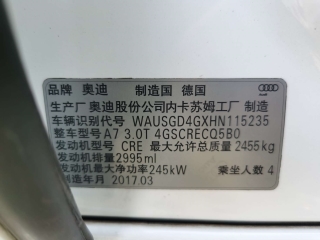 品牌 奥迪 制造国 德国
生产厂 奥迪股份公司内卡苏姆工厂 制造
车辆识别代号 WAUSGD4GXHN115235
整车型号 A7 3.0T 4GSCRECQ5B0
发动机型号 CRE 最大允许总质量 2455kg
发动机排量 2995ml
发动机最大净功率 245kW 乘坐人数 4
制造年月 2017.03